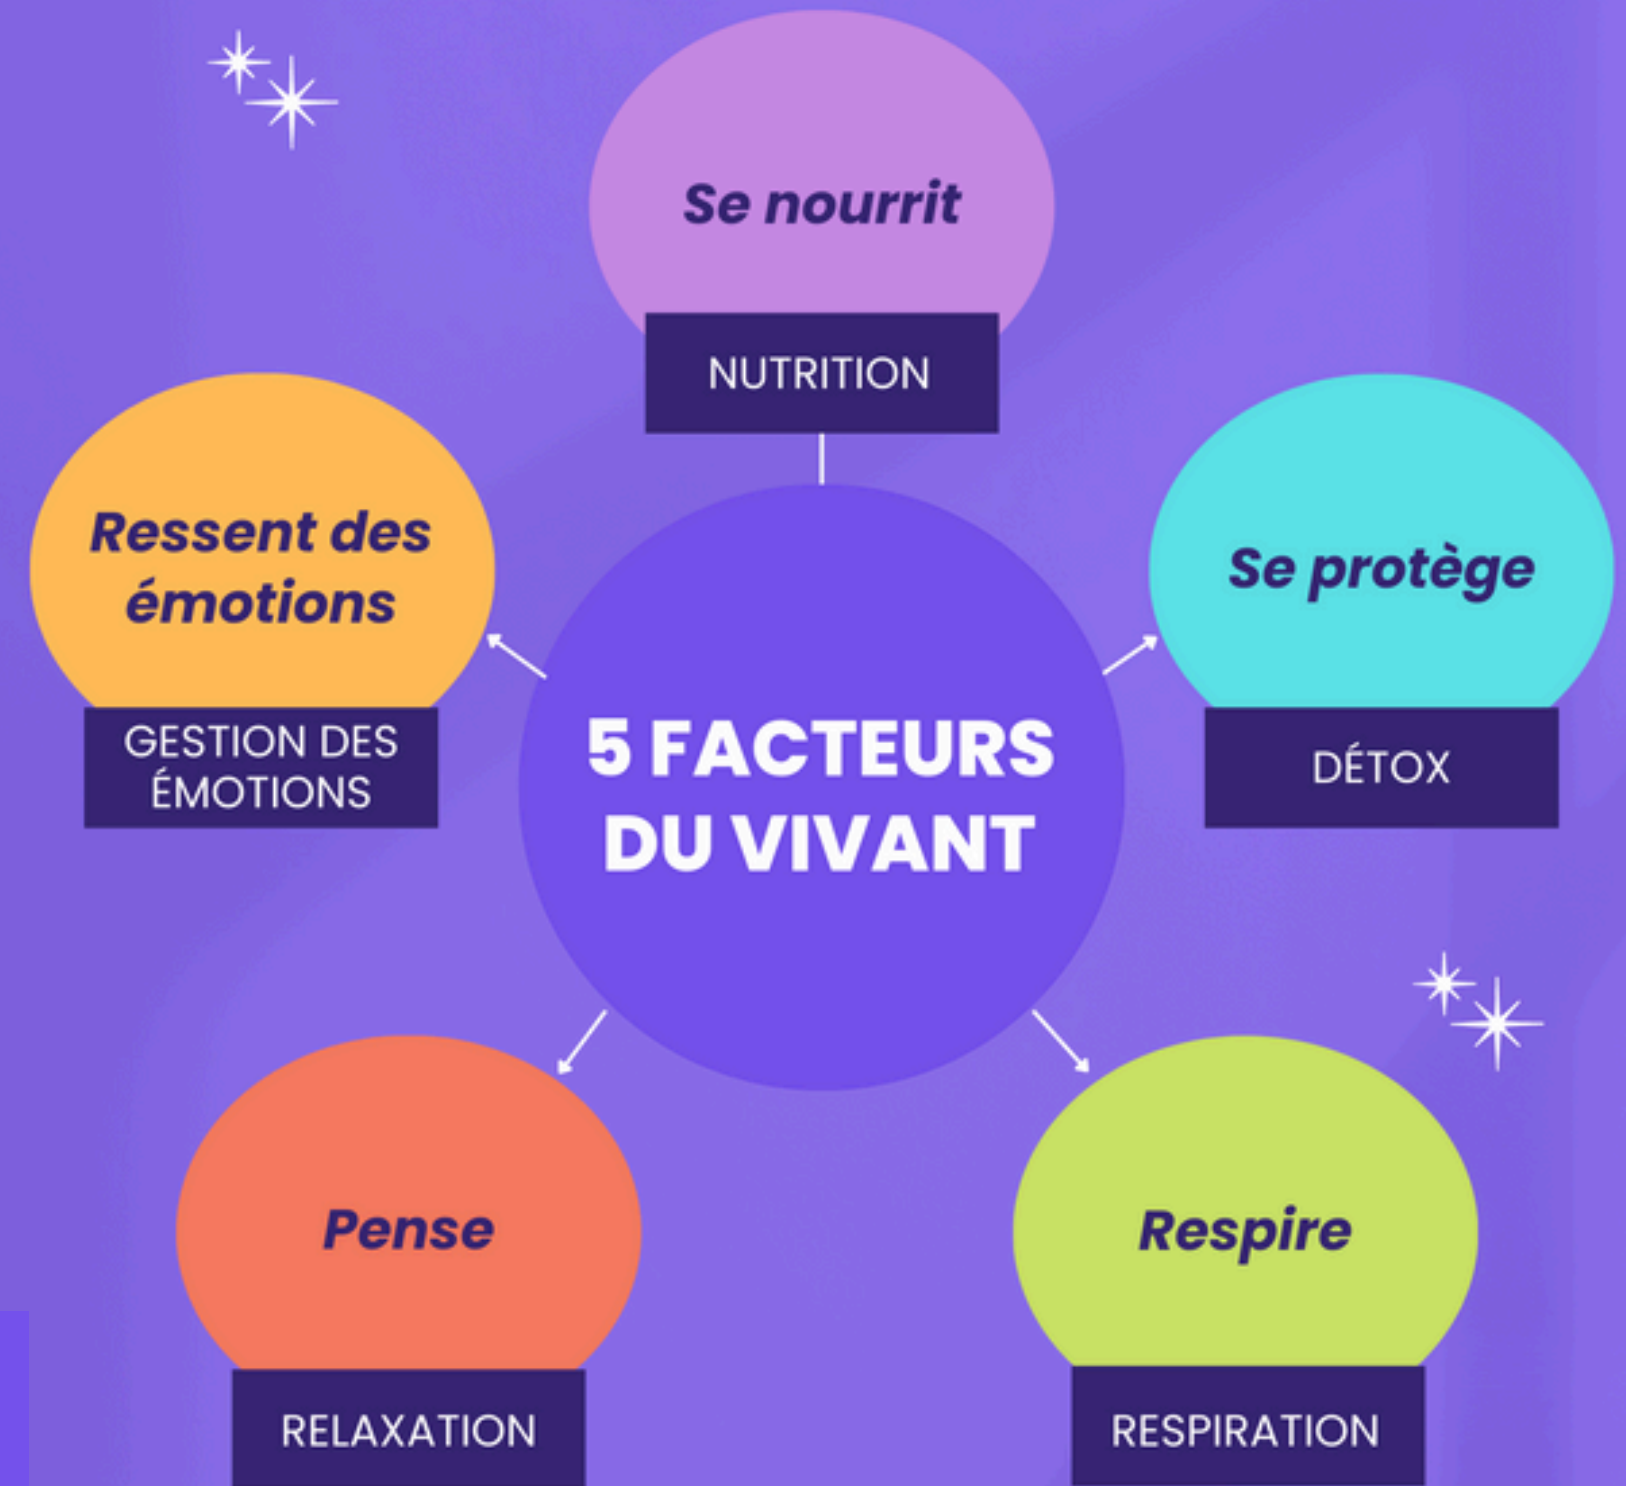 Se nourrit
NUTRITION
Ressent des
émotions
GESTION DES
ÉMOTIONS
Se protège
DÉTOX
5 FACTEURS
DU VIVANT
Pense
RELAXATION
Respire
RESPIRATION